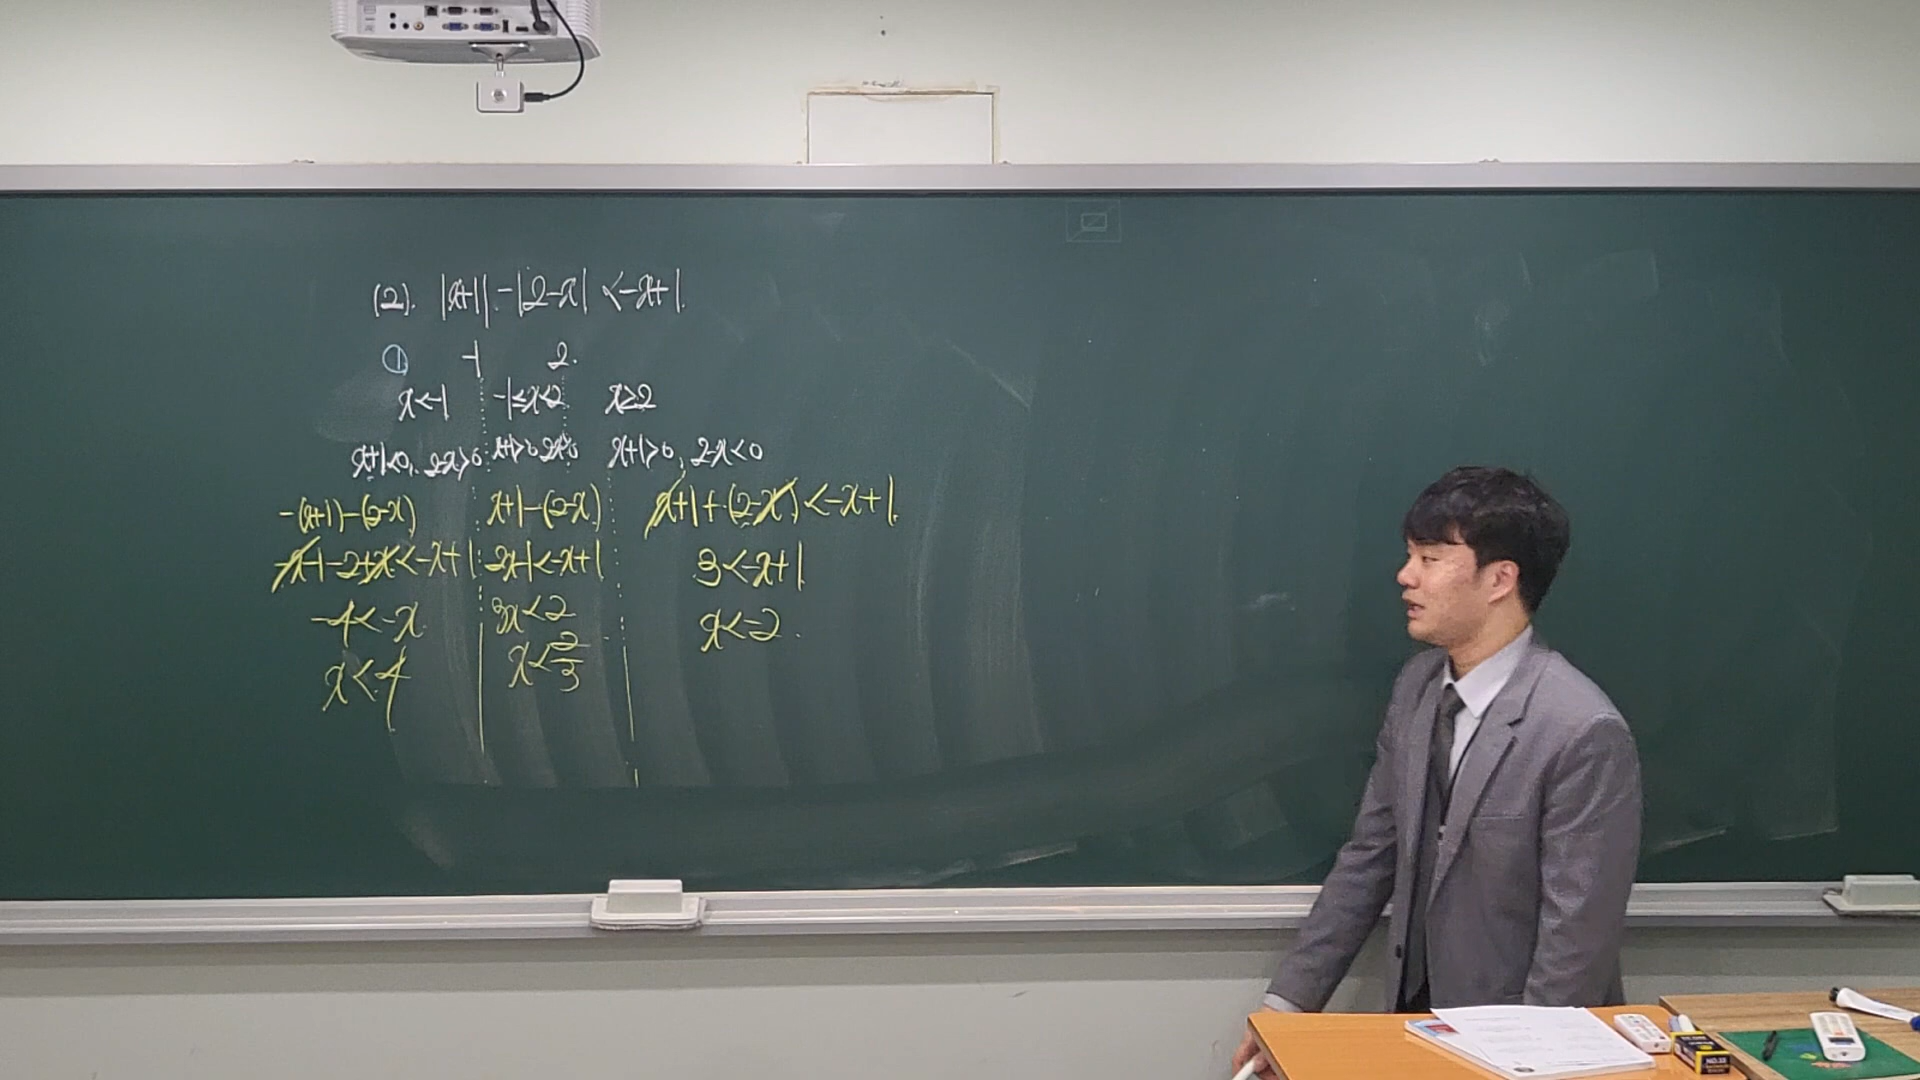 (2). |x+1|-|2-x| <-x+1.
① -1 2.
x<-1 -1≤x<2 x≥2
x+1<0, 2-x>0 x+1>0 2-x>0 x+1>0, 2-x<0
-(x+1)-(2-x) x+1-(2-x) x+1+(2-x)<-x+1.
-x-1-2+x<-x+1 2x-1<-x+1 3<-x+1
-4<-x 3x<2 x<-2.
x<4 x<2/3